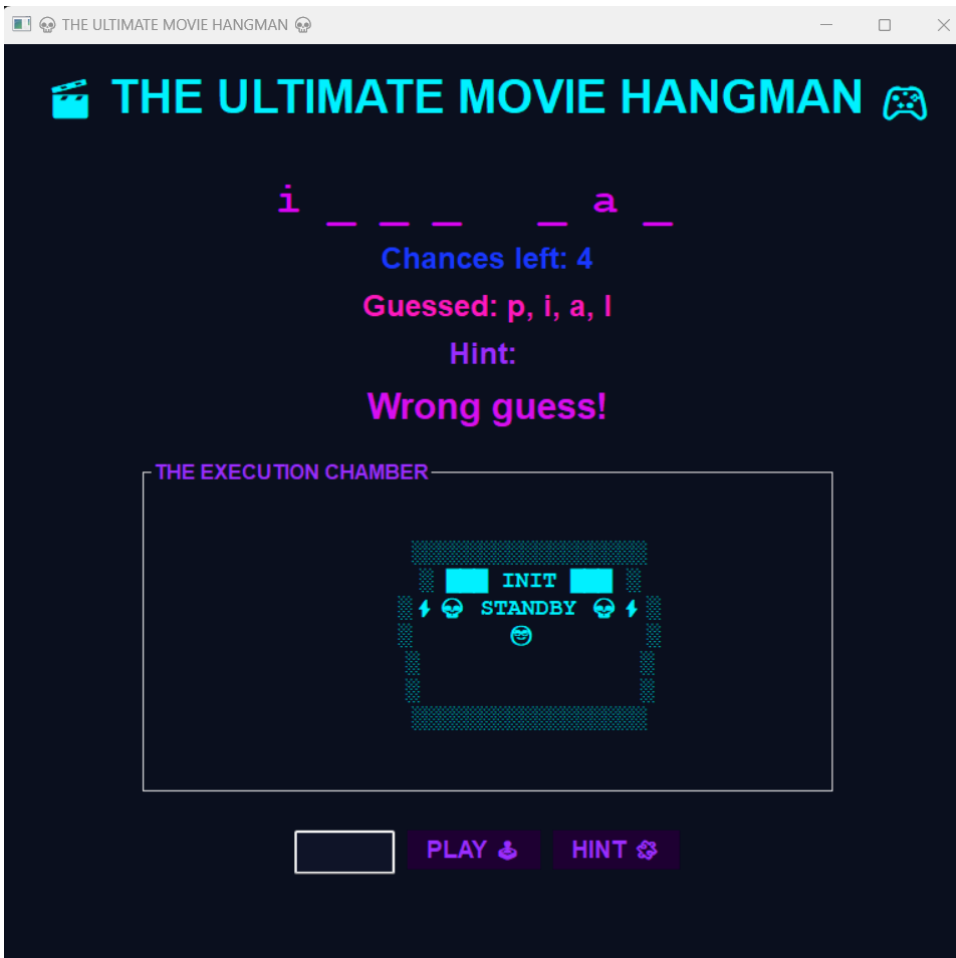 💀 THE ULTIMATE MOVIE HANGMAN 💀
🎬 THE ULTIMATE MOVIE HANGMAN 🎮
i _ _ _   _ a _
Chances left: 4
Guessed: p, i, a, l
Hint:
Wrong guess!
THE EXECUTION CHAMBER
INIT
⚡💀 STANDBY 💀⚡
PLAY 🕹
HINT